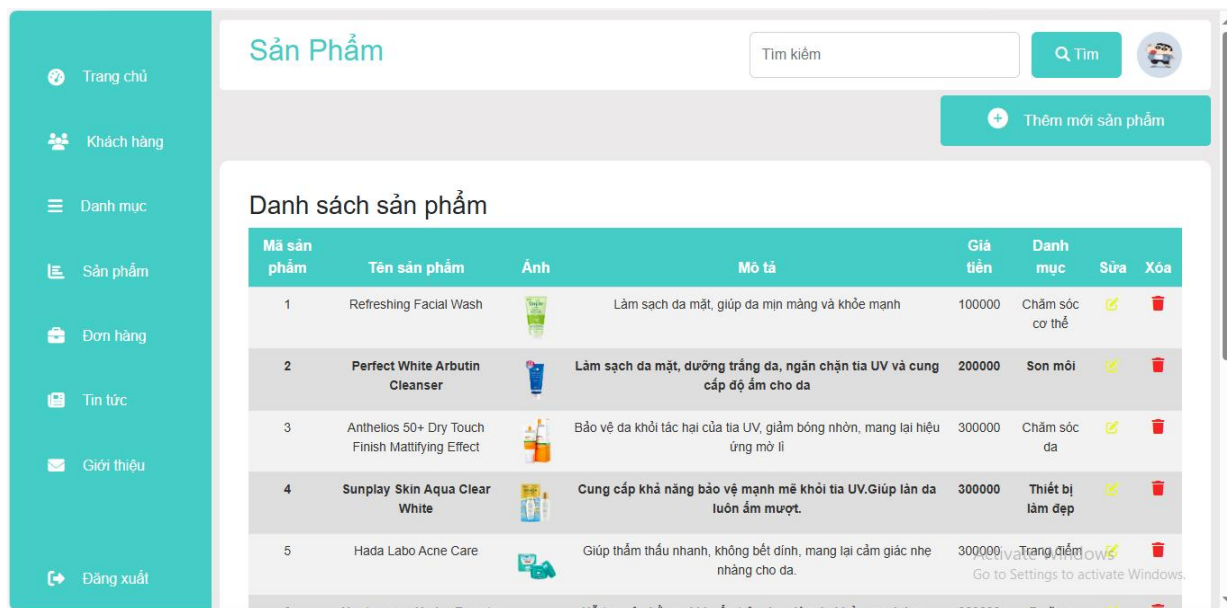 Sản Phẩm
Tìm kiếm
Tìm
Trang chủ
Khách hàng
Danh mục
Sản phẩm
Đơn hàng
Tin tức
Giới thiệu
Đăng xuất
Thêm mới sản phẩm
Danh sách sản phẩm
Mã sản
phẩm
Tên sản phẩm
Ảnh
Mô tả
Giá
tiền
Danh
mục
Sửa
Xóa
1
Refreshing Facial Wash
Làm sạch da mặt, giúp da mịn màng và khỏe mạnh
100000
Chăm sóc
cơ thể
2
Perfect White Arbutin
Cleanser
Làm sạch da mặt, dưỡng trắng da, ngăn chặn tia UV và cung
cấp độ ẩm cho da
200000
Son môi
3
Anthelios 50+ Dry Touch
Finish Mattifying Effect
Bảo vệ da khỏi tác hại của tia UV, giảm bóng nhờn, mang lại hiệu
ứng mờ lì
300000
Chăm sóc
da
4
Sunplay Skin Aqua Clear
White
Cung cấp khả năng bảo vệ mạnh mẽ khỏi tia UV.Giúp làn da
luôn ẩm mượt.
300000
Thiết bị
làm đẹp
5
Hada Labo Acne Care
Giúp thẩm thấu nhanh, không bết dính, mang lại cảm giác nhẹ
nhàng cho da.
300000
Trang điểm
Activate Windows
Go to Settings to activate Windows.